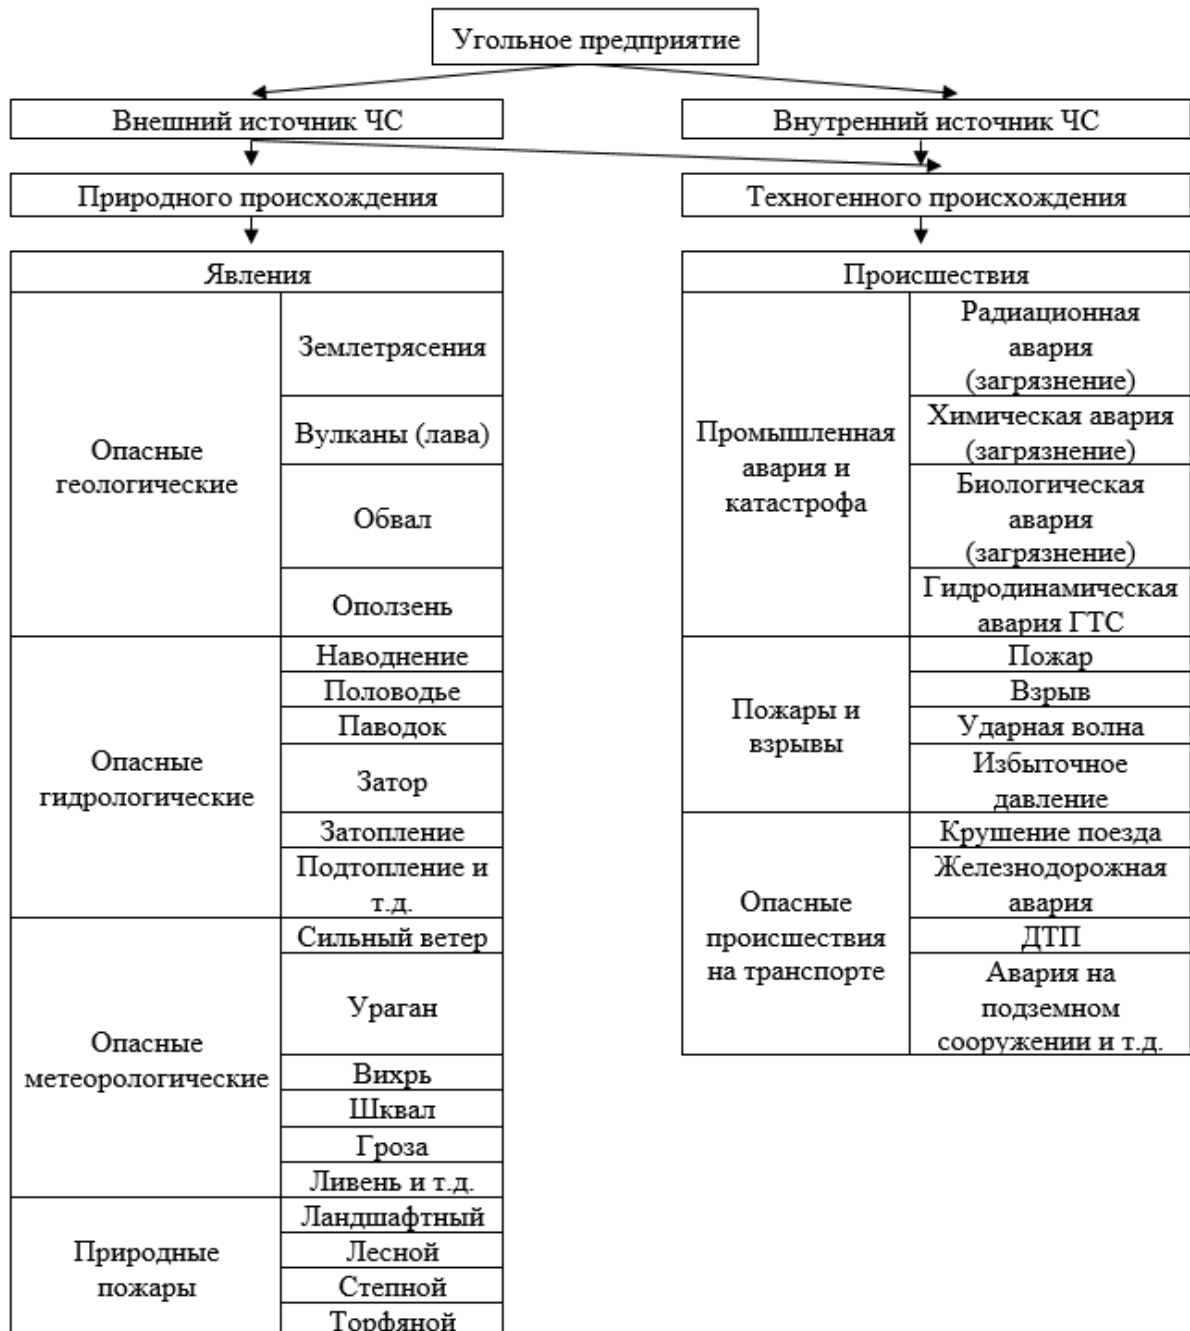 Угольное предприятие
Внешний источник ЧС
Внутренний источник ЧС
Природного происхождения
Техногенного происхождения
Явления
Опасные
геологические
Землетрясения
Вулканы (лава)
Обвал
Оползень
Опасные
гидрологические
Наводнение
Половодье
Паводок
Затор
Затопление
Подтопление и
т.д.
Опасные
метеорологические
Сильный ветер
Ураган
Вихрь
Шквал
Гроза
Ливень и т.д.
Природные
пожары
Ландшафтный
Лесной
Степной
Торфяной
Происшествия
Промышленная
авария и
катастрофа
Радиационная
авария
(загрязнение)
Химическая авария
(загрязнение)
Биологическая
авария
(загрязнение)
Гидродинамическая
авария ГТС
Пожары и
взрывы
Пожар
Взрыв
Ударная волна
Избыточное
давление
Опасные
происшествия
на транспорте
Крушение поезда
Железнодорожная
авария
ДТП
Авария на
подземном
сооружении и т.д.